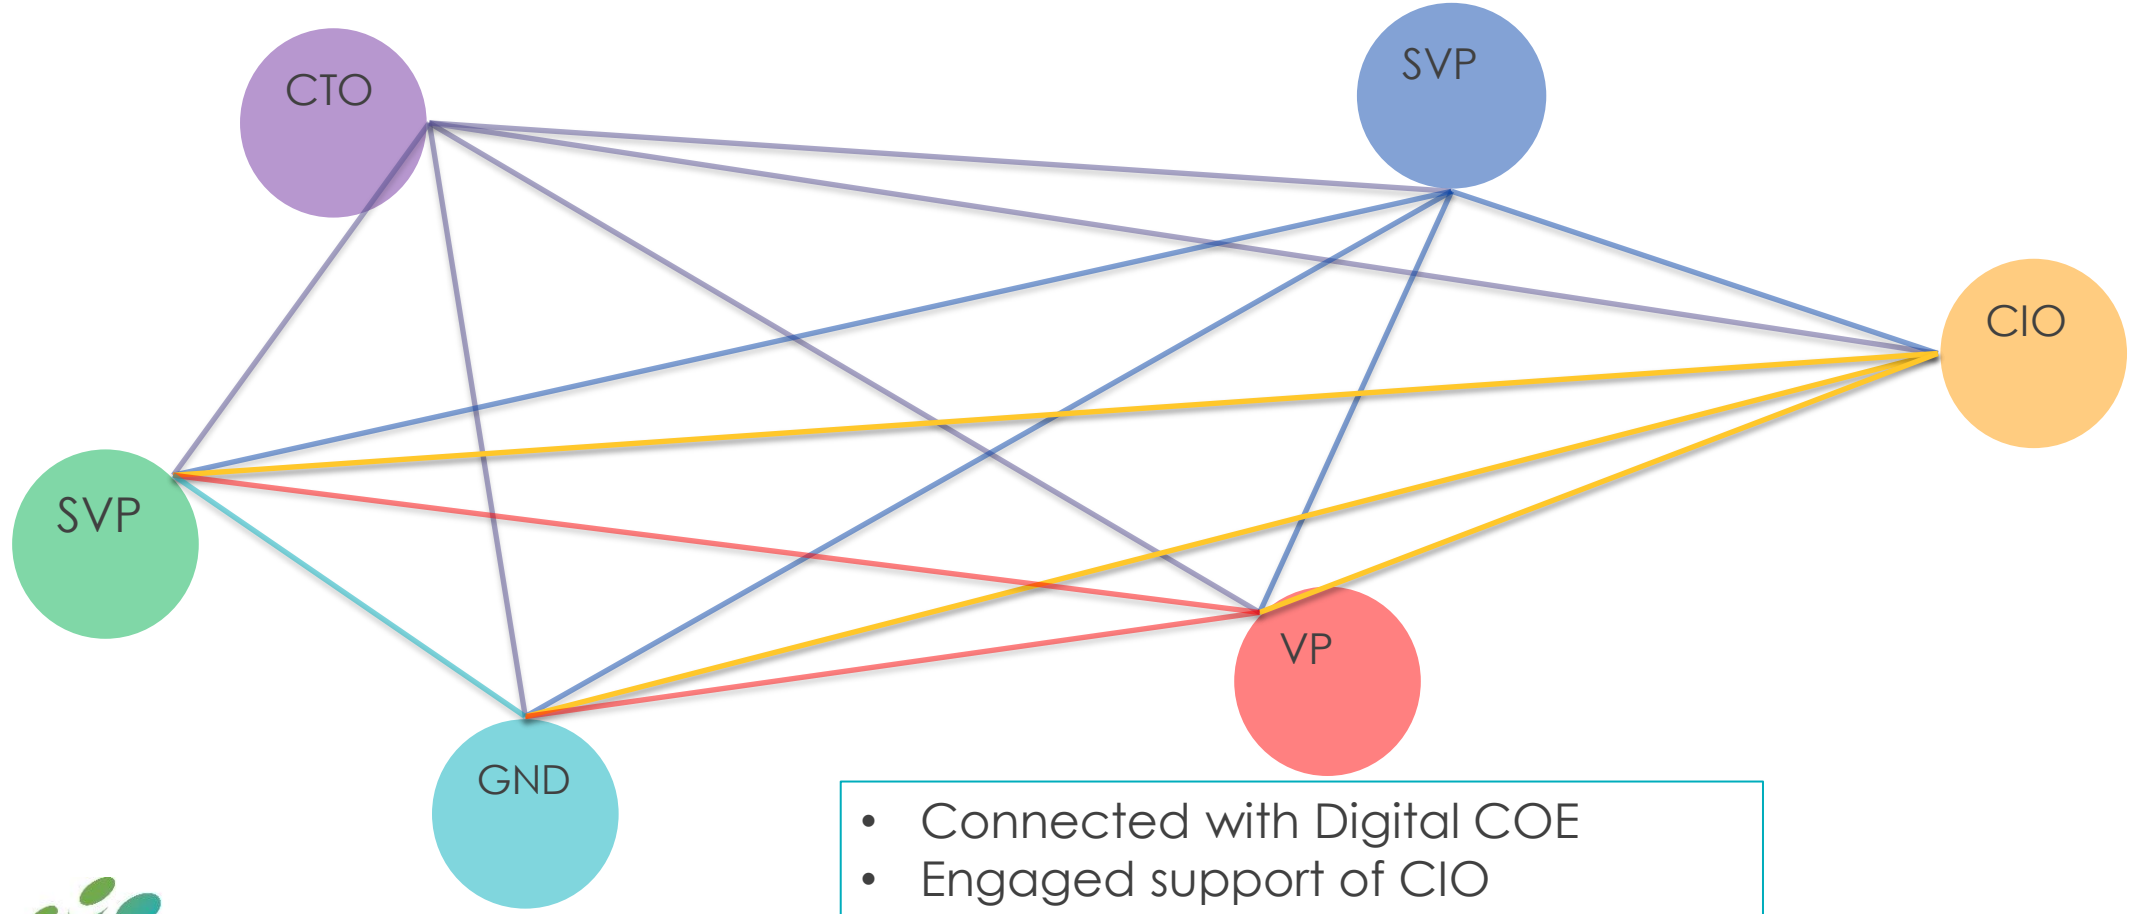 CTO
SVP
CIO
SVP
VP
GND
• Connected with Digital COE
• Engaged support of CIO